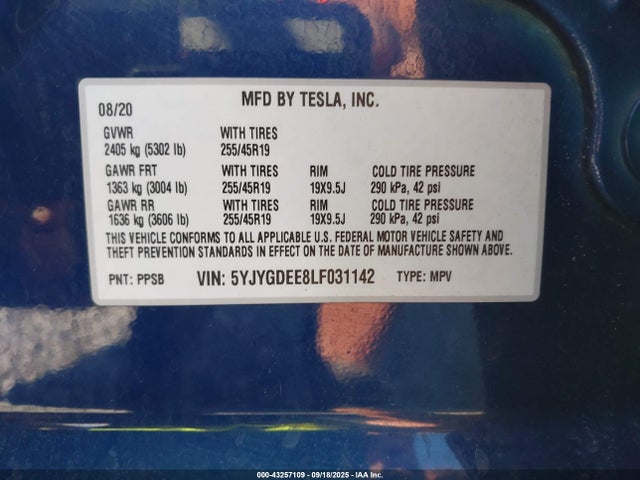 MFD BY TESLA, INC.
08/20
GVWR WITH TIRES
2405 kg (5302 lb) 255/45R19
GAWR FRT WITH TIRES RIM COLD TIRE PRESSURE
1363 kg (3004 lb) 255/45R19 19X9.5J 290 kPa, 42 psi
GAWR RR WITH TIRES RIM COLD TIRE PRESSURE
1636 kg (3606 lb) 255/45R19 19X9.5J 290 kPa, 42 psi
THIS VEHICLE CONFORMS TO ALL APPLICABLE U.S. FEDERAL MOTOR VEHICLE SAFETY AND
THEFT PREVENTION STANDARDS IN EFFECT ON THE DATE OF MANUFACTURE SHOWN ABOVE.
PNT: PPSB VIN: 5YJYGDEE8LF031142 TYPE: MPV
000-43257109 - 09/18/2025 - IAA Inc.